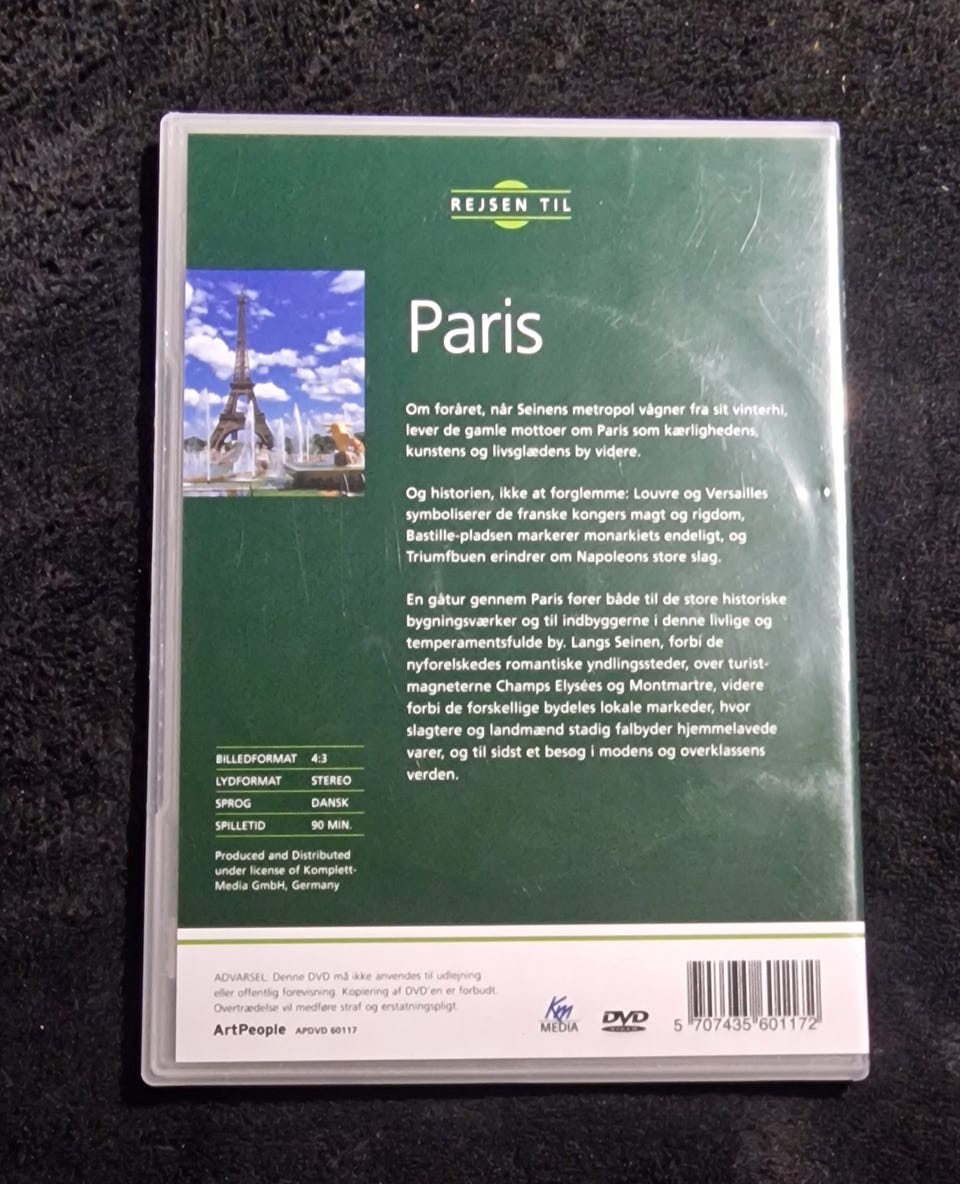 REJSEN TIL
Paris
Om foråret, når Seinens metropol vågner fra sit vinterhi,
lever de gamle mottoer om Paris som kærlighedens,
kunstens og livsglædens by videre.
Og historien, ikke at forglemme: Louvre og Versailles
symboliserer de franske kongers magt og rigdom,
Bastille-pladsen markerer monarkiets endeligt, og
Triumfbuen erindrer om Napoleons store slag.
En gåtur gennem Paris fører både til de store historiske
bygningsværker og til indbyggerne i denne livlige og
temperamentsfulde by. Langs Seinen, forbi de
nyforelskedes romantiske yndlingssteder, over turist-
magneterne Champs Elysées og Montmartre, videre
forbi de forskellige bydeles lokale markeder, hvor
slagtere og landmænd stadig falbyder hjemmelavede
varer, og til sidst et besøg i modens og overklassens
verden.
BILLEDFORMAT 4:3
LYDFORMAT STEREO
SPROG DANSK
SPILLETID 90 MIN.
Produced and Distributed
under license of Komplett-
Media GmbH, Germany
ADVARSEL. Denne DVD må ikke anvendes til udlejning
eller offentlig forevisning. Kopiering af DVD'en er forbudt.
Overtrædelse vil medføre straf og erstatningspligt.
ArtPeople APDVD 60117
Km
MEDIA
DVD
VIDEO
5 707435 601172